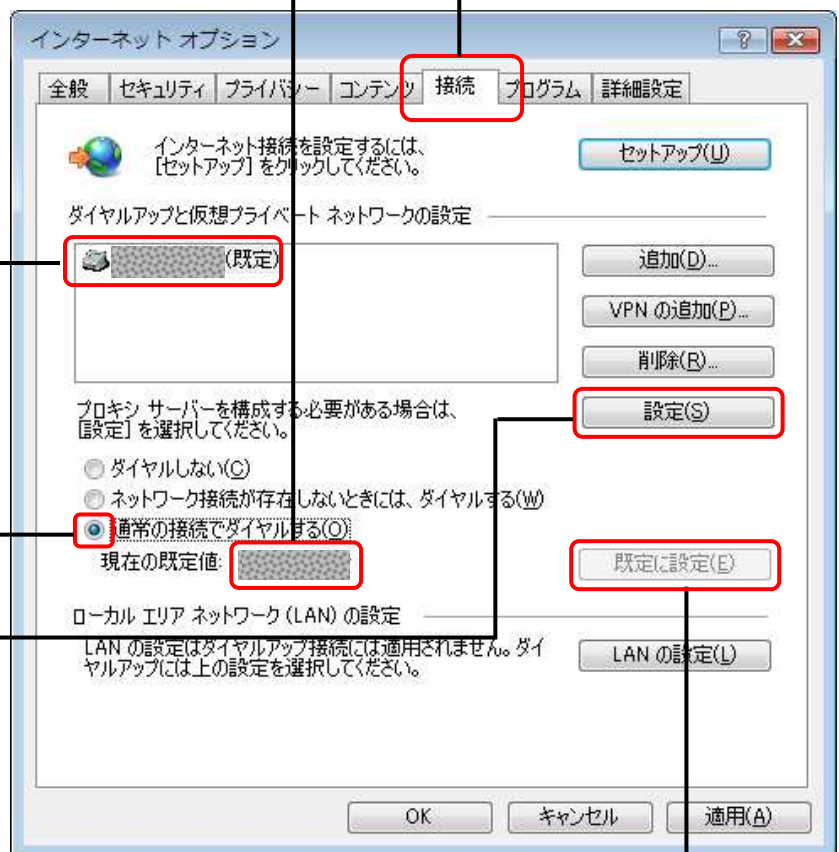 インターネット オプション
全般 セキュリティ プライバシー コンテンツ 接続 プログラム 詳細設定
インターネット接続を設定するには、
[セットアップ] をクリックしてください。
セットアップ(U)
ダイヤルアップと仮想プライベート ネットワークの設定
(既定)
追加(D)...
VPN の追加(P)...
削除(R)...
プロキシ サーバーを構成する必要がある場合は、
[設定] を選択してください。
設定(S)
ダイヤルしない(C)
ネットワーク接続が存在しないときには、ダイヤルする(W)
通常の接続でダイヤルする(O)
現在の既定値:
既定に設定(E)
ローカル エリア ネットワーク (LAN) の設定
LAN の設定はダイヤルアップ接続には適用されません。ダイ
ヤルアップには上の設定を選択してください。
LAN の設定(L)
OK キャンセル 適用(A)